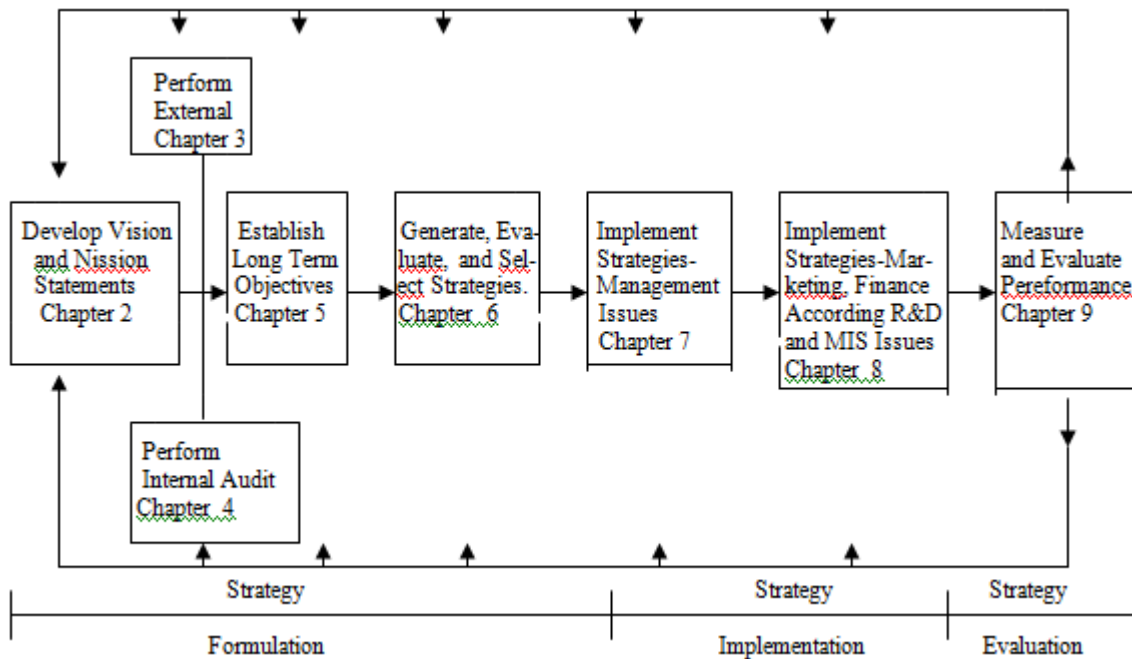 Perform
External
Chapter 3
Develop Vision
and Nission
Statements
Chapter 2
Establish
Long Term
Objectives
Chapter 5
Generate, Eva-
luate, and Sel-
ect Strategies.
Chapter 6
Implement
Strategies-
Management
Issues
Chapter 7
Implement
Strategies-Mar-
keting, Finance
According R&D
and MIS Issues
Chapter 8
Measure
and Evaluate
Pereformance
Chapter 9
Perform
Internal Audit
Chapter 4
Strategy
Formulation
Strategy
Implementation
Strategy
Evaluation